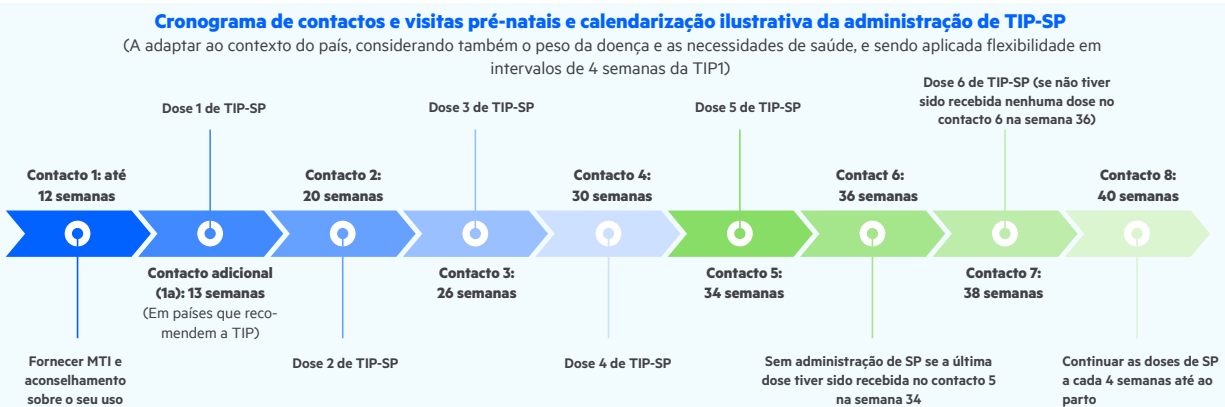 Cronograma de contactos e visitas pré-natais e calendarização ilustrativa da administração de TIP-SP
(A adaptar ao contexto do país, considerando também o peso da doença e as necessidades de saúde, e sendo aplicada flexibilidade em
intervalos de 4 semanas da TIP1)
Dose 1 de TIP-SP
Dose 3 de TIP-SP
Dose 5 de TIP-SP
Dose 6 de TIP-SP (se não tiver
sido recebida nenhuma dose no
contacto 6 na semana 36)
Contacto 1: até
12 semanas
Contacto 2:
20 semanas
Contacto 4:
30 semanas
Contact 6:
36 semanas
Contacto 8:
40 semanas
Contacto adicional
(1a): 13 semanas
(Em países que reco-
mendem a TIP)
Contacto 3:
26 semanas
Contacto 5:
34 semanas
Contacto 7:
38 semanas
Fornecer MTI e
aconselhamento
sobre o seu uso
Dose 2 de TIP-SP
Dose 4 de TIP-SP
Sem administração de SP se a última
dose tiver sido recebida no contacto 5
na semana 34
Continuar as doses de SP
a cada 4 semanas até ao
parto